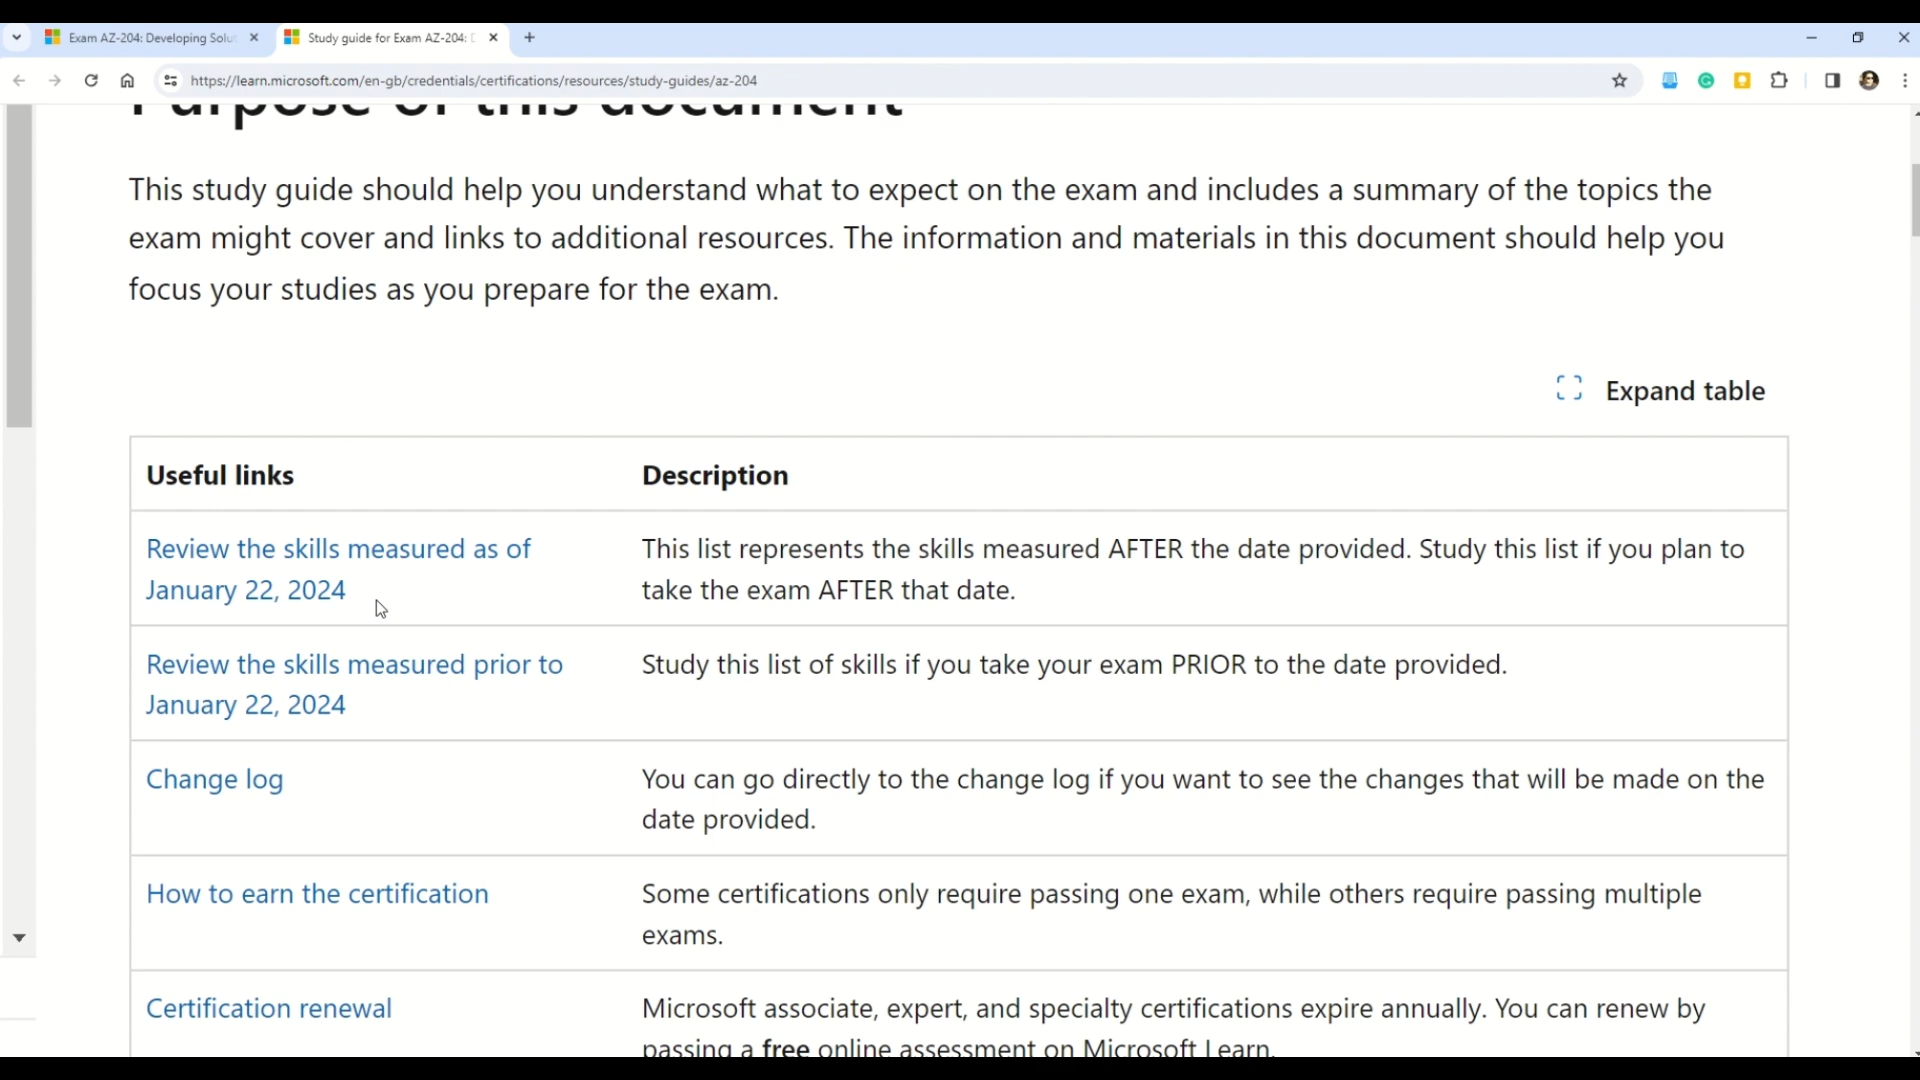 Exam AZ-204: Developing Solu
Study guide for Exam AZ-204: D
https://learn.microsoft.com/en-gb/credentials/certifications/resources/study-guides/az-204
Purpose of this document
This study guide should help you understand what to expect on the exam and includes a summary of the topics the
exam might cover and links to additional resources. The information and materials in this document should help you
focus your studies as you prepare for the exam.
Expand table
Useful links Description
Review the skills measured as of This list represents the skills measured AFTER the date provided. Study this list if you plan to
January 22, 2024 take the exam AFTER that date.
Review the skills measured prior to Study this list of skills if you take your exam PRIOR to the date provided.
January 22, 2024
Change log You can go directly to the change log if you want to see the changes that will be made on the
date provided.
How to earn the certification Some certifications only require passing one exam, while others require passing multiple
exams.
Certification renewal Microsoft associate, expert, and specialty certifications expire annually. You can renew by
passing a free online assessment on Microsoft Learn.